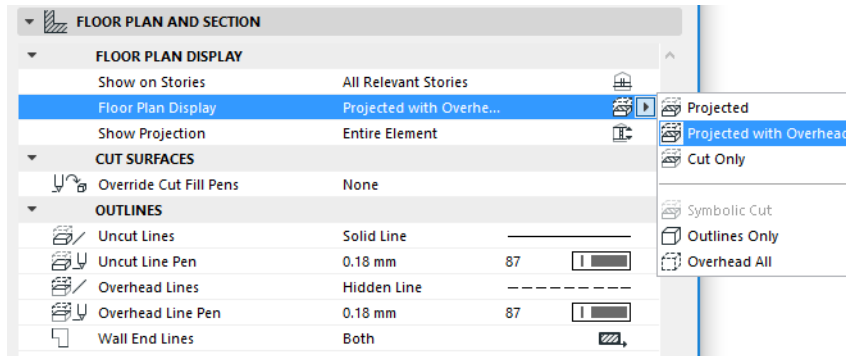 FLOOR PLAN AND SECTION
FLOOR PLAN DISPLAY
Show on Stories All Relevant Stories
Floor Plan Display Projected with Overhe...
Show Projection Entire Element
CUT SURFACES
Override Cut Fill Pens None
OUTLINES
Uncut Lines Solid Line
Uncut Line Pen 0.18 mm 87
Overhead Lines Hidden Line
Overhead Line Pen 0.18 mm 87
Wall End Lines Both
Projected
Projected with Overhead
Cut Only
Symbolic Cut
Outlines Only
Overhead All